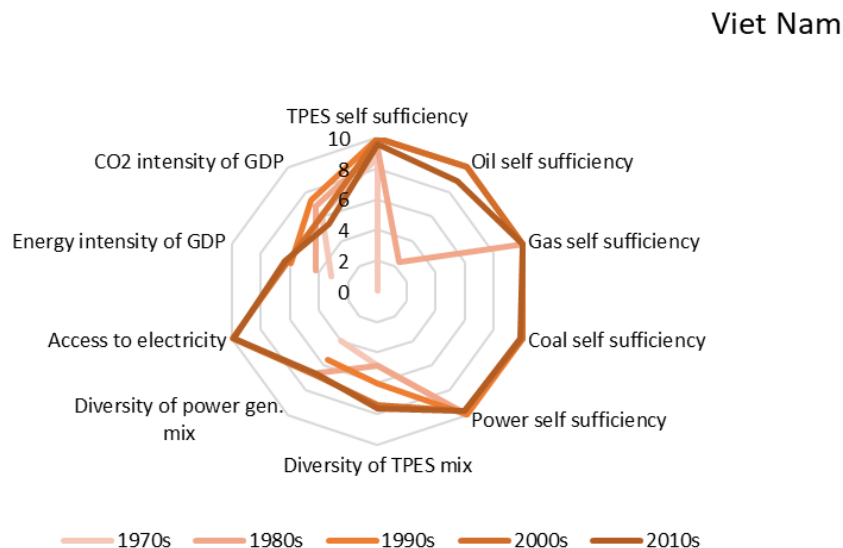 Viet Nam
TPES self sufficiency
10
CO2 intensity of GDP
Oil self sufficiency
8
6
Energy intensity of GDP
Gas self sufficiency
4
2
0
Access to electricity
Coal self sufficiency
Diversity of power gen.
mix
Power self sufficiency
Diversity of TPES mix
1970s 1980s 1990s 2000s 2010s